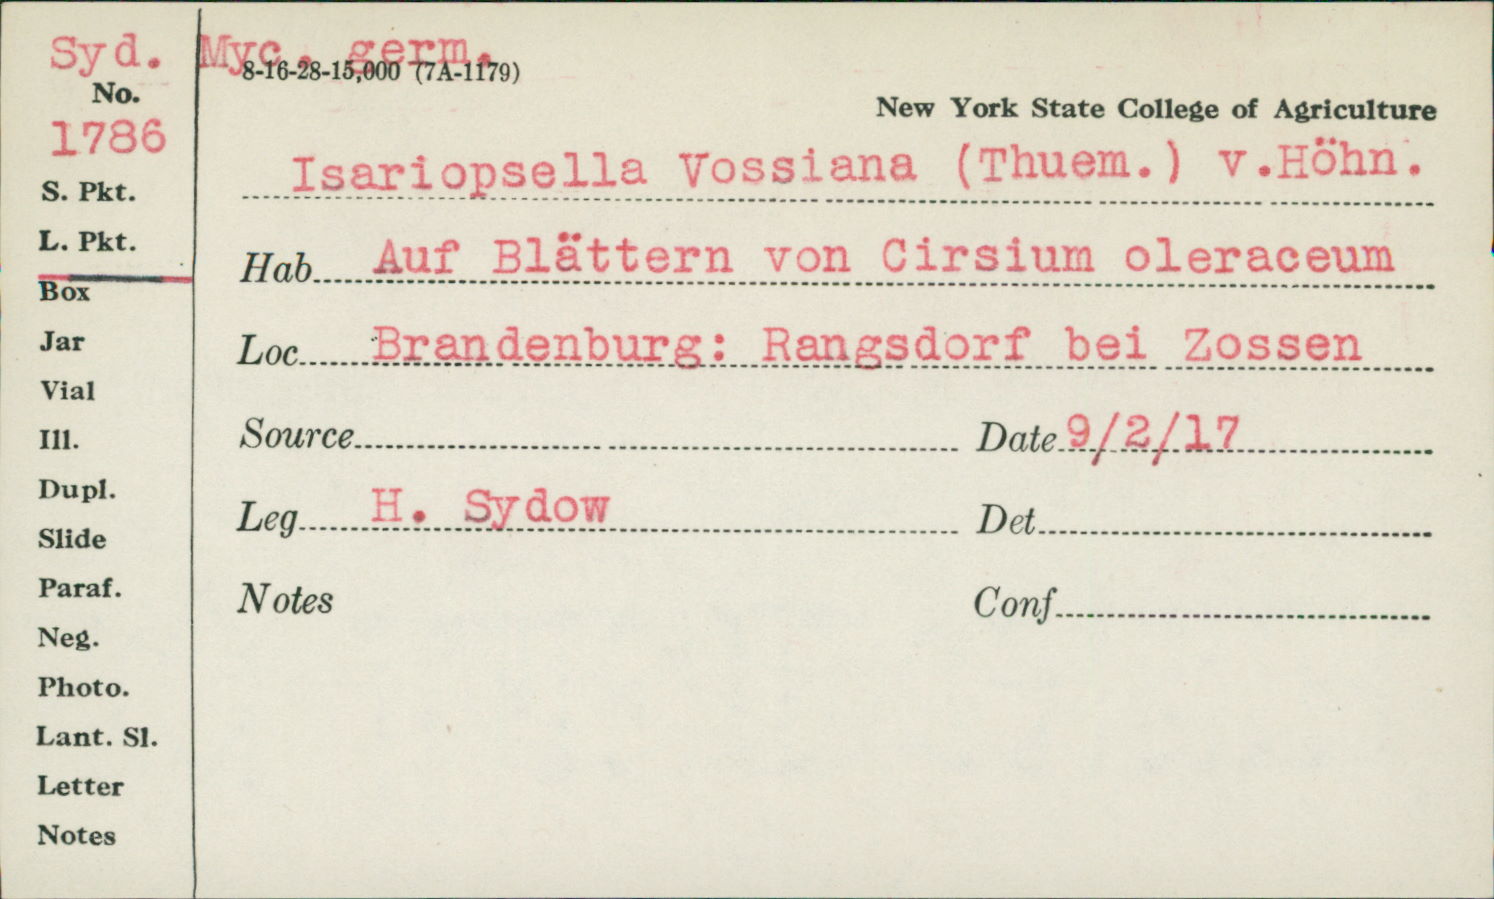 Syd. Myc. germ.
8-16-28-15,000 (7A-1179)
No.
New York State College of Agriculture
1786
Isariopsella Vossiana (Thuem.) v.Höhn.
S. Pkt.
L. Pkt.
Hab Auf Blättern von Cirsium oleraceum
Box
Jar
Loc Brandenburg: Rangsdorf bei Zossen
Vial
Ill.
Source Date 9/2/17
Dupl.
Slide
Leg H. Sydow Det
Paraf.
Notes Conf
Neg.
Photo.
Lant. Sl.
Letter
Notes